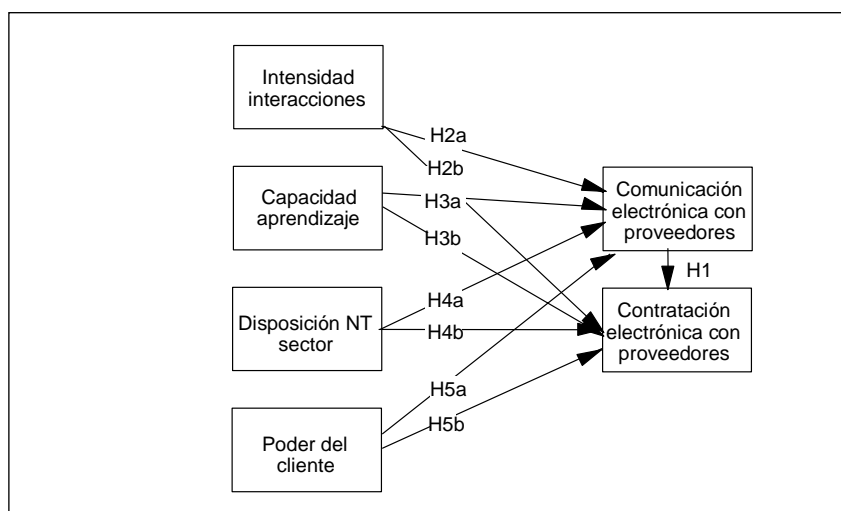 Intensidad
interacciones
H2a
H2b
Capacidad
aprendizaje
H3a
H3b
Comunicación
electrónica con
proveedores
H1
Disposición NT
sector
H4a
H4b
Contratación
electrónica con
proveedores
H5a
H5b
Poder del
cliente